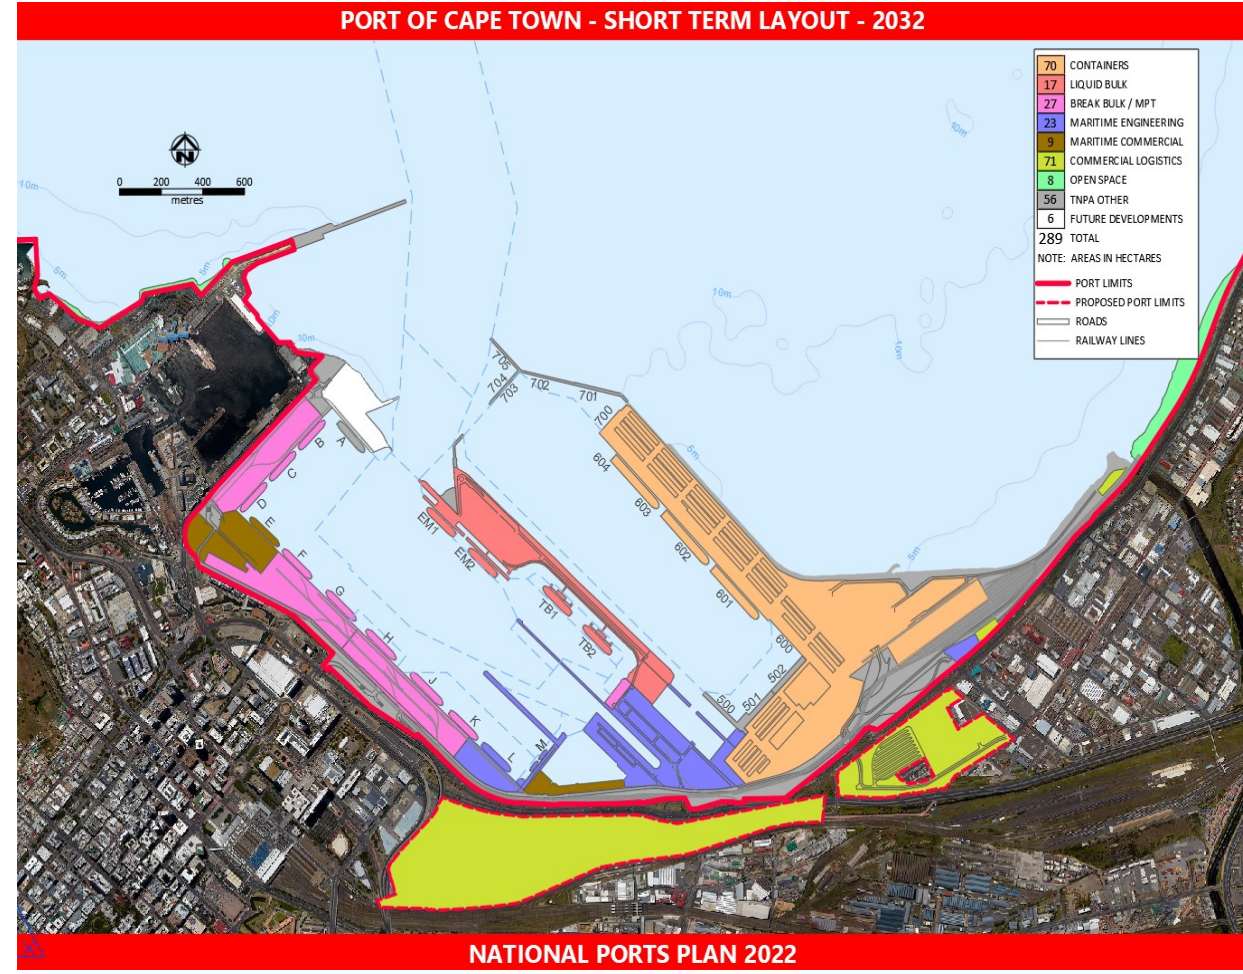 PORT OF CAPE TOWN - SHORT TERM LAYOUT - 2032
70 CONTAINERS
17 LIQUID BULK
27 BREAK BULK / MPT
23 MARITIME ENGINEERING
9 MARITIME COMMERCIAL
71 COMMERCIAL LOGISTICS
8 OPEN SPACE
56 TNPA OTHER
6 FUTURE DEVELOPMENTS
289 TOTAL
NOTE: AREAS IN HECTARES
PORT LIMITS
PROPOSED PORT LIMITS
ROADS
RAILWAY LINES
N
0 200 400 600
metres
10m
5m
5m
10m
10m
10m
10m
10m
5m
5m
705
704
703
702
701
700
604
603
602
601
600
502
501
500
A
B
C
D
E
F
G
H
J
K
L
M
EM1
EM2
TB1
TB2
NATIONAL PORTS PLAN 2022